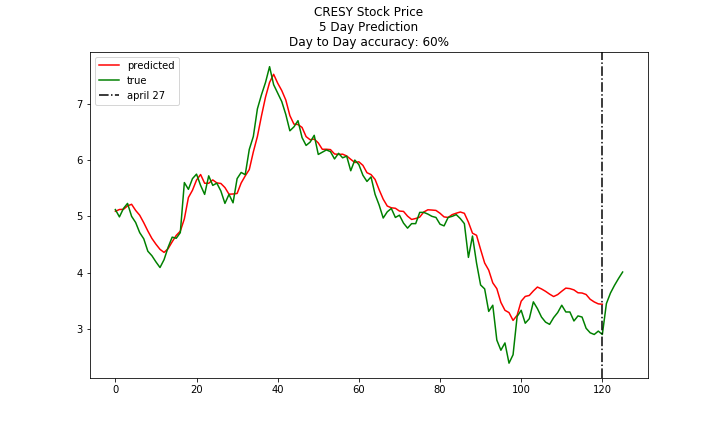 CRESY Stock Price
5 Day Prediction
Day to Day accuracy: 60%
predicted
true
april 27
7
6
5
4
3
0 20 40 60 80 100 120